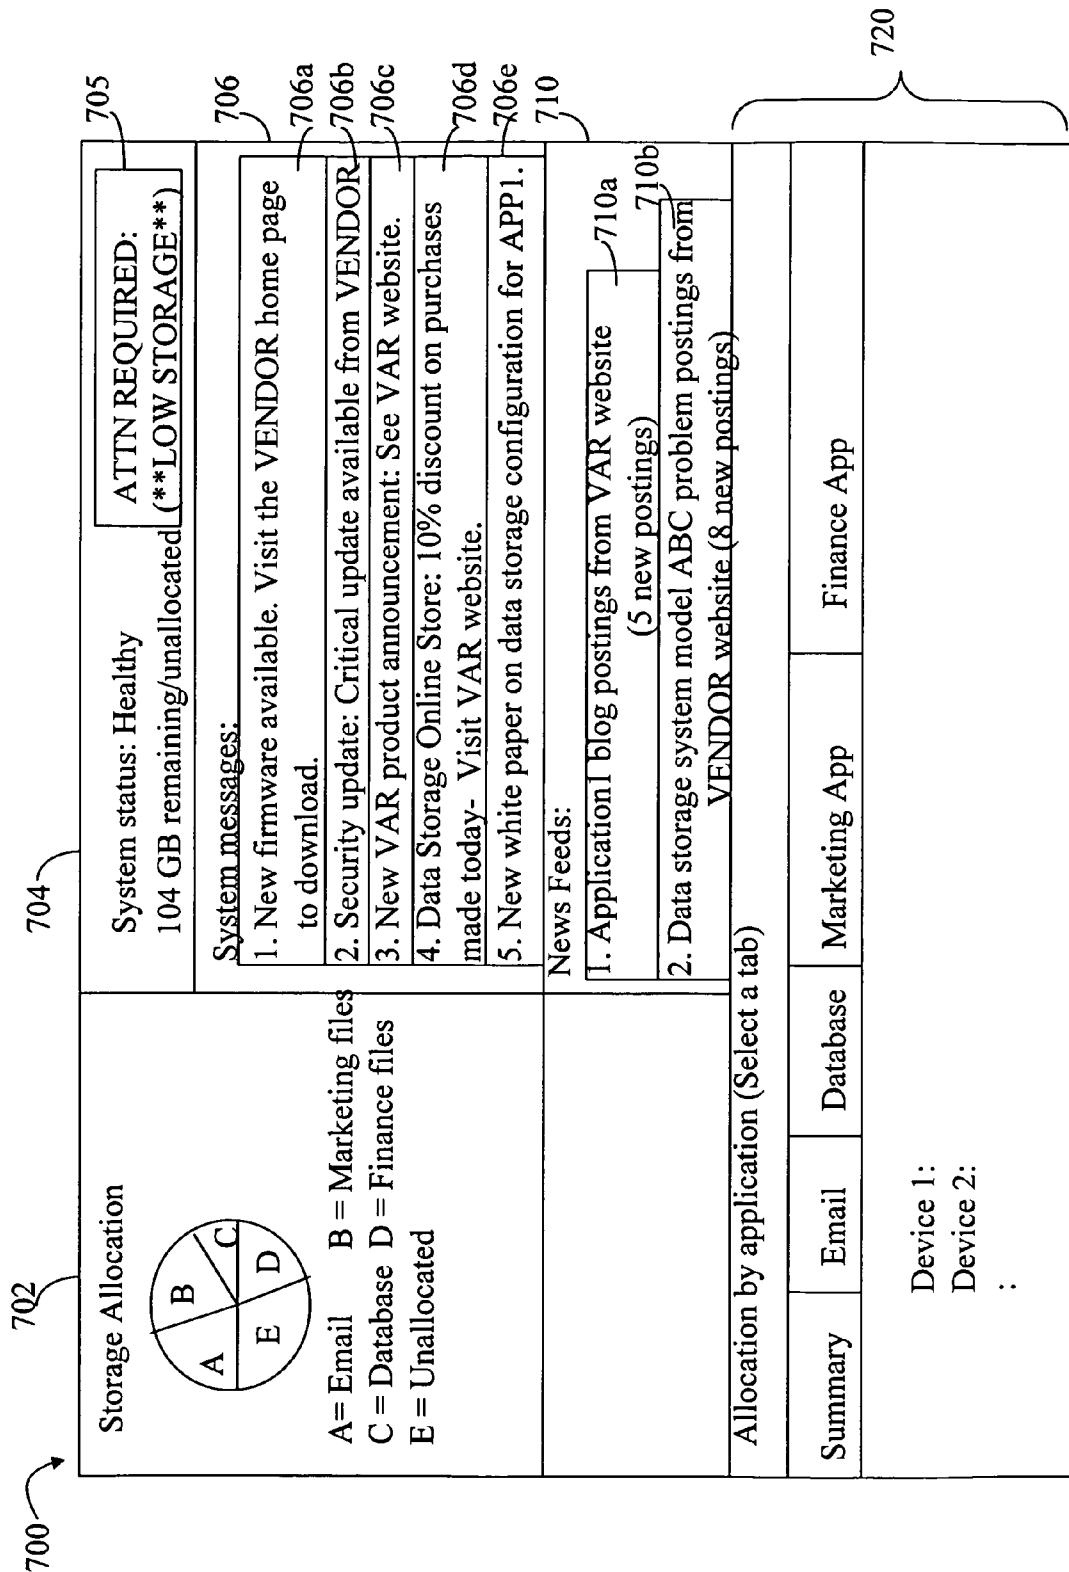 700
702
704
705
Storage Allocation
A
B
C
D
E
A= Email B = Marketing files
C = Database D = Finance files
E = Unallocated
System status: Healthy
104 GB remaining/unallocated
ATTN REQUIRED:
(**LOW STORAGE**)
706
System messages:
1. New firmware available. Visit the VENDOR home page
to download.
706a
2. Security update: Critical update available from VENDOR
706b
3. New VAR product announcement: See VAR website.
706c
4. Data Storage Online Store: 10% discount on purchases
made today- Visit VAR website.
706d
5. New white paper on data storage configuration for APP1.
706e
710
News Feeds:
1. Application1 blog postings from VAR website
(5 new postings)
710a
2. Data storage system model ABC problem postings from
VENDOR website (8 new postings)
710b
720
Allocation by application (Select a tab)
Summary Email Database Marketing App Finance App
Device 1:
Device 2:
: